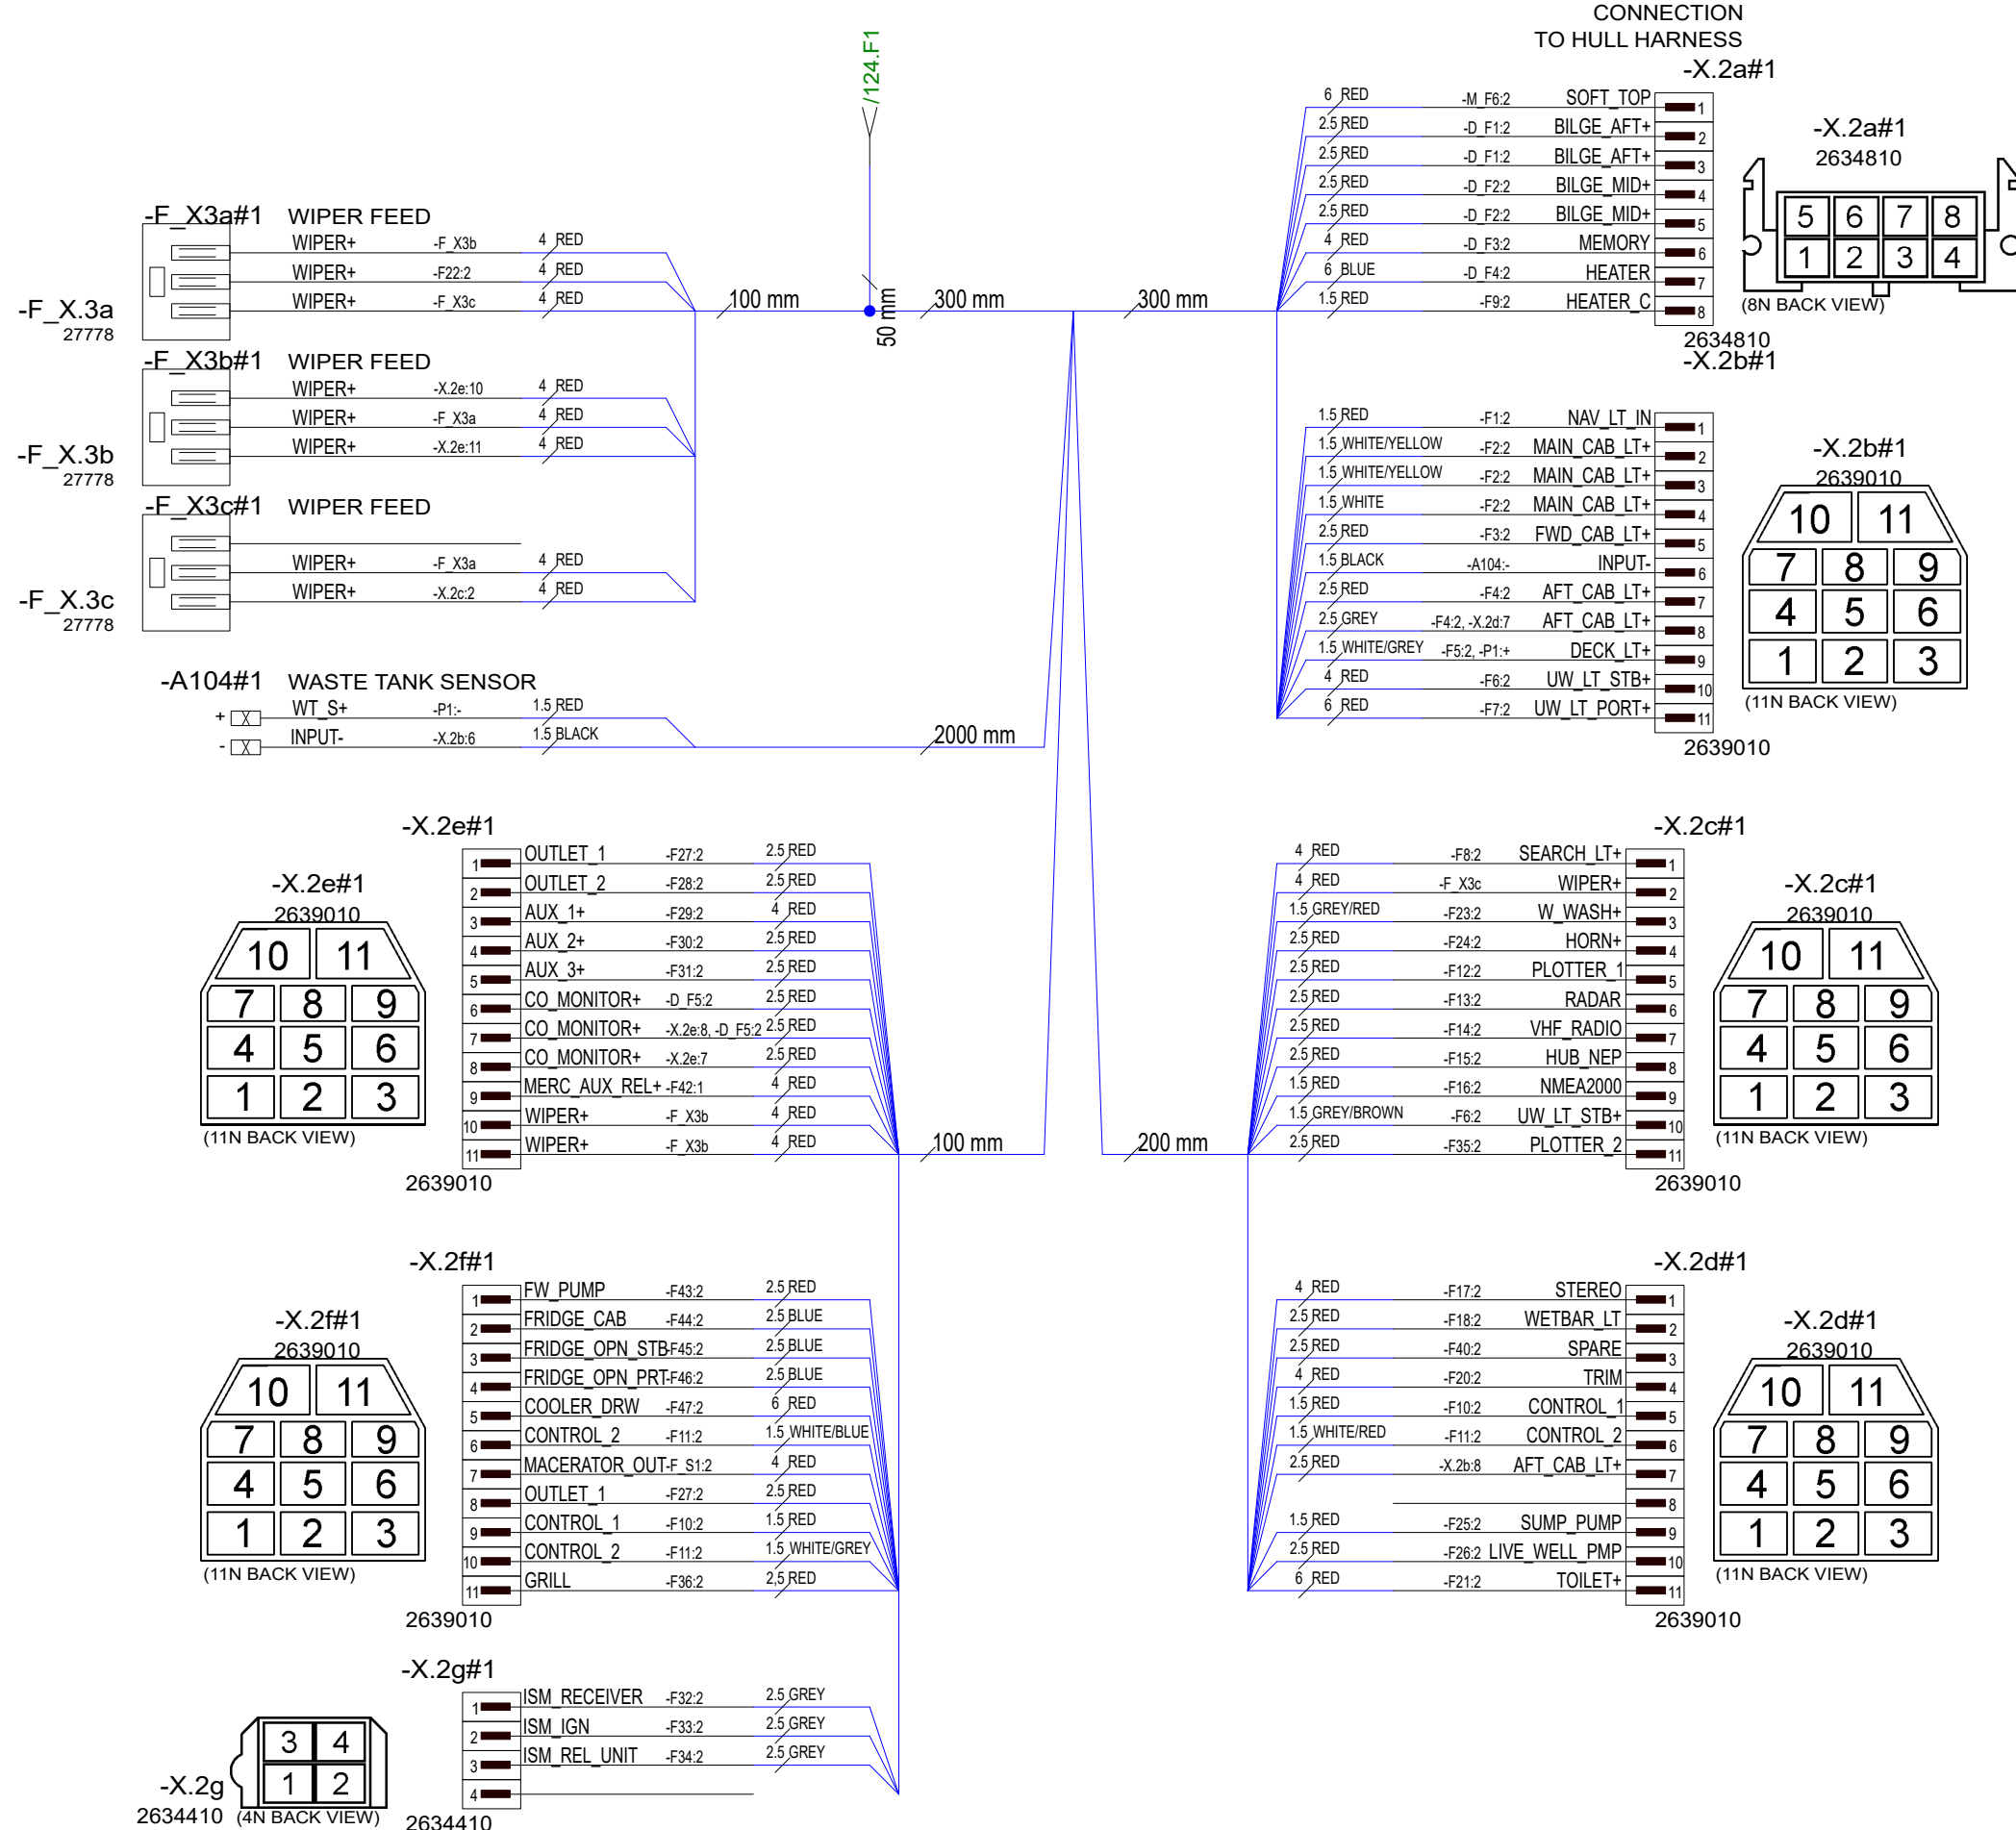 CONNECTION
TO HULL HARNESS
/124.F1
50 mm
100 mm
300 mm
300 mm
-F_X3a#1 WIPER FEED
WIPER+ -F_X3b 4 RED
WIPER+ -F22:2 4 RED
WIPER+ -F_X3c 4 RED
-F_X.3a
27778
-F_X3b#1 WIPER FEED
WIPER+ -X.2e:10 4 RED
WIPER+ -F_X3a 4 RED
WIPER+ -X.2e:11 4 RED
-F_X.3b
27778
-F_X3c#1 WIPER FEED
WIPER+ -F_X3a 4 RED
WIPER+ -X.2c:2 4 RED
-F_X.3c
27778
-A104#1 WASTE TANK SENSOR
+ X WT_S+ -P1:- 1.5 RED
- X INPUT- -X.2b:6 1.5 BLACK
2000 mm
-X.2a#1
6 RED -M_F6:2 SOFT_TOP 1
2.5 RED -D_F1:2 BILGE_AFT+ 2
2.5 RED -D_F1:2 BILGE_AFT+ 3
2.5 RED -D_F2:2 BILGE_MID+ 4
2.5 RED -D_F2:2 BILGE_MID+ 5
4 RED -D_F3:2 MEMORY 6
6 BLUE -D_F4:2 HEATER 7
1.5 RED -F9:2 HEATER_C 8
2634810
-X.2a#1
2634810
5 6 7 8
1 2 3 4
(8N BACK VIEW)
-X.2b#1
1.5 RED -F1:2 NAV_LT_IN 1
1.5 WHITE/YELLOW -F2:2 MAIN_CAB_LT+ 2
1.5 WHITE/YELLOW -F2:2 MAIN_CAB_LT+ 3
1.5 WHITE -F2:2 MAIN_CAB_LT+ 4
2.5 RED -F3:2 FWD_CAB_LT+ 5
1.5 BLACK -A104:- INPUT- 6
2.5 RED -F4:2 AFT_CAB_LT+ 7
2.5 GREY -F4:2, -X.2d:7 AFT_CAB_LT+ 8
1.5 WHITE/GREY -F5:2, -P1:+ DECK_LT+ 9
4 RED -F6:2 UW_LT_STB+ 10
6 RED -F7:2 UW_LT_PORT+ 11
2639010
-X.2b#1
2639010
10 11
7 8 9
4 5 6
1 2 3
(11N BACK VIEW)
-X.2e#1
1 OUTLET_1 -F27:2 2.5 RED
2 OUTLET_2 -F28:2 2.5 RED
3 AUX_1+ -F29:2 4 RED
4 AUX_2+ -F30:2 2.5 RED
5 AUX_3+ -F31:2 2.5 RED
6 CO_MONITOR+ -D_F5:2 2.5 RED
7 CO_MONITOR+ -X.2e:8, -D_F5:2 2.5 RED
8 CO_MONITOR+ -X.2e:7 2.5 RED
9 MERC_AUX_REL+ -F42:1 4 RED
10 WIPER+ -F_X3b 4 RED
11 WIPER+ -F_X3b 4 RED
2639010
100 mm
-X.2e#1
2639010
10 11
7 8 9
4 5 6
1 2 3
(11N BACK VIEW)
-X.2c#1
200 mm
4 RED -F8:2 SEARCH_LT+ 1
4 RED -F_X3c WIPER+ 2
1.5 GREY/RED -F23:2 W_WASH+ 3
2.5 RED -F24:2 HORN+ 4
2.5 RED -F12:2 PLOTTER_1 5
2.5 RED -F13:2 RADAR 6
2.5 RED -F14:2 VHF_RADIO 7
2.5 RED -F15:2 HUB_NEP 8
1.5 RED -F16:2 NMEA2000 9
1.5 GREY/BROWN -F6:2 UW_LT_STB+ 10
2.5 RED -F35:2 PLOTTER_2 11
2639010
-X.2c#1
2639010
10 11
7 8 9
4 5 6
1 2 3
(11N BACK VIEW)
-X.2f#1
1 FW_PUMP -F43:2 2.5 RED
2 FRIDGE_CAB -F44:2 2.5 BLUE
3 FRIDGE_OPN_STB -F45:2 2.5 BLUE
4 FRIDGE_OPN_PRT -F46:2 2.5 BLUE
5 COOLER_DRW -F47:2 6 RED
6 CONTROL_2 -F11:2 1.5 WHITE/BLUE
7 MACERATOR_OUT -F_S1:2 4 RED
8 OUTLET_1 -F27:2 2.5 RED
9 CONTROL_1 -F10:2 1.5 RED
10 CONTROL_2 -F11:2 1.5 WHITE/GREY
11 GRILL -F36:2 2,5 RED
2639010
-X.2f#1
2639010
10 11
7 8 9
4 5 6
1 2 3
(11N BACK VIEW)
-X.2d#1
4 RED -F17:2 STEREO 1
2.5 RED -F18:2 WETBAR_LT 2
2.5 RED -F40:2 SPARE 3
4 RED -F20:2 TRIM 4
1.5 RED -F10:2 CONTROL_1 5
1.5 WHITE/RED -F11:2 CONTROL_2 6
2.5 RED -X.2b:8 AFT_CAB_LT+ 7
8
1.5 RED -F25:2 SUMP_PUMP 9
2.5 RED -F26:2 LIVE_WELL_PMP 10
6 RED -F21:2 TOILET+ 11
2639010
-X.2d#1
2639010
10 11
7 8 9
4 5 6
1 2 3
(11N BACK VIEW)
-X.2g#1
1 ISM_RECEIVER -F32:2 2.5 GREY
2 ISM_IGN -F33:2 2.5 GREY
3 ISM_REL_UNIT -F34:2 2.5 GREY
4
2634410
3 4
1 2
-X.2g
2634410 (4N BACK VIEW)